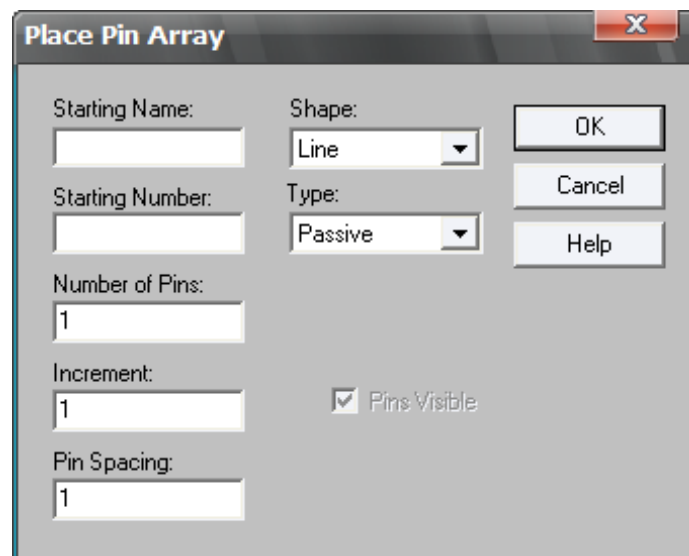 Place Pin Array
Starting Name:
Shape:
OK
Line
Starting Number:
Type:
Cancel
Passive
Help
Number of Pins:
1
Increment:
1
Pins Visible
Pin Spacing:
1